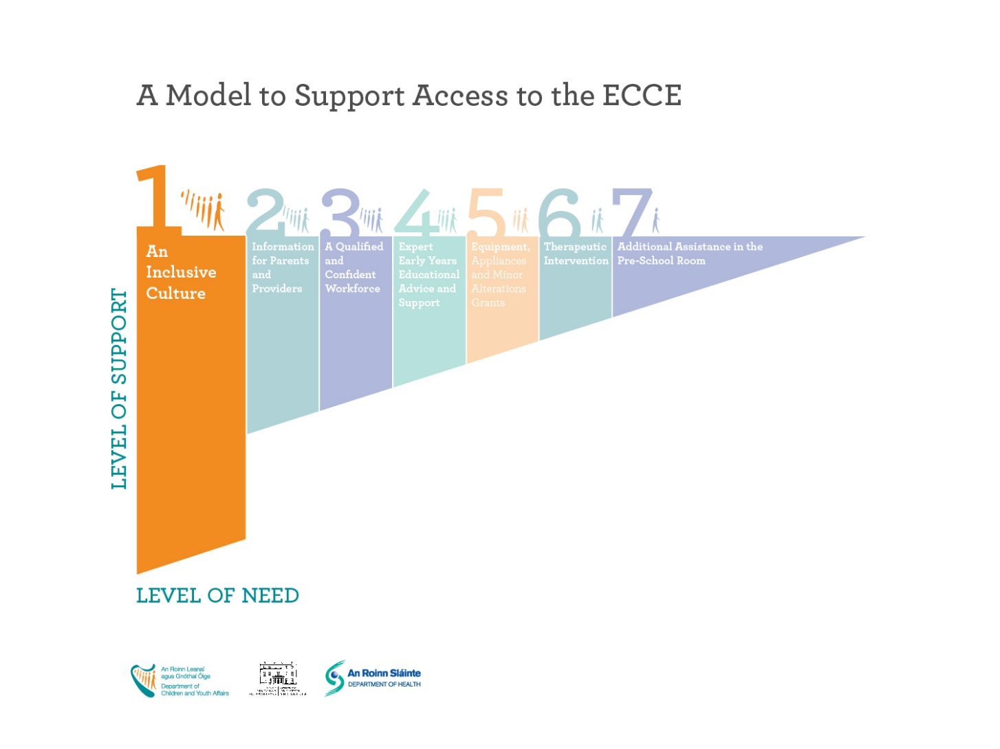 A Model to Support Access to the ECCE
1
An
Inclusive
Culture
2
Information
for Parents
and
Providers
3
A Qualified
and
Confident
Workforce
4
Expert
Early Years
Educational
Advice and
Support
5
Equipment,
Appliances
and Minor
Alterations
Grants
6
Therapeutic
Intervention
7
Additional Assistance in the
Pre-School Room
LEVEL OF SUPPORT
LEVEL OF NEED
An Roinn Leanaí
agus Gnóthaí Óige
Department of
Children and Youth Affairs
An Roinn Sláinte
DEPARTMENT OF HEALTH